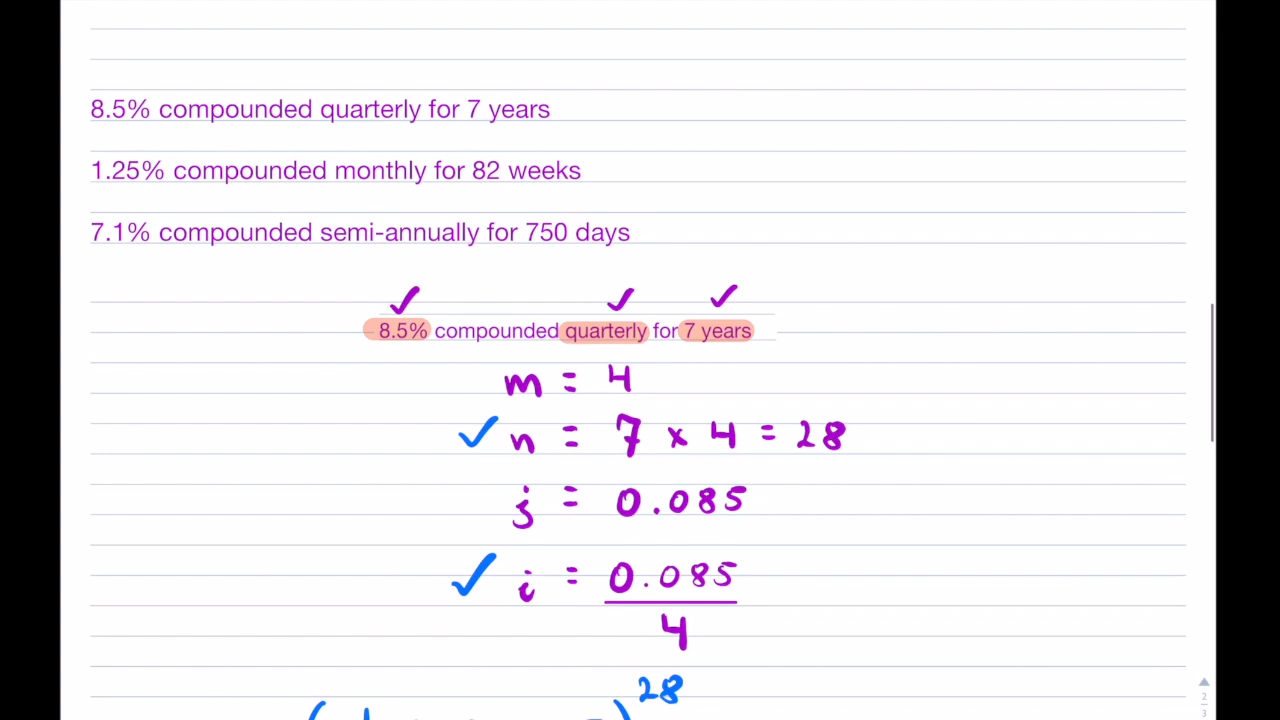 8.5% compounded quarterly for 7 years
1.25% compounded monthly for 82 weeks
7.1% compounded semi-annually for 750 days
✓ ✓ ✓
8.5% compounded quarterly for 7 years
m = 4
✓ n = 7 × 4 = 28
j = 0.085
✓ i = 0.085
4
28
2
3